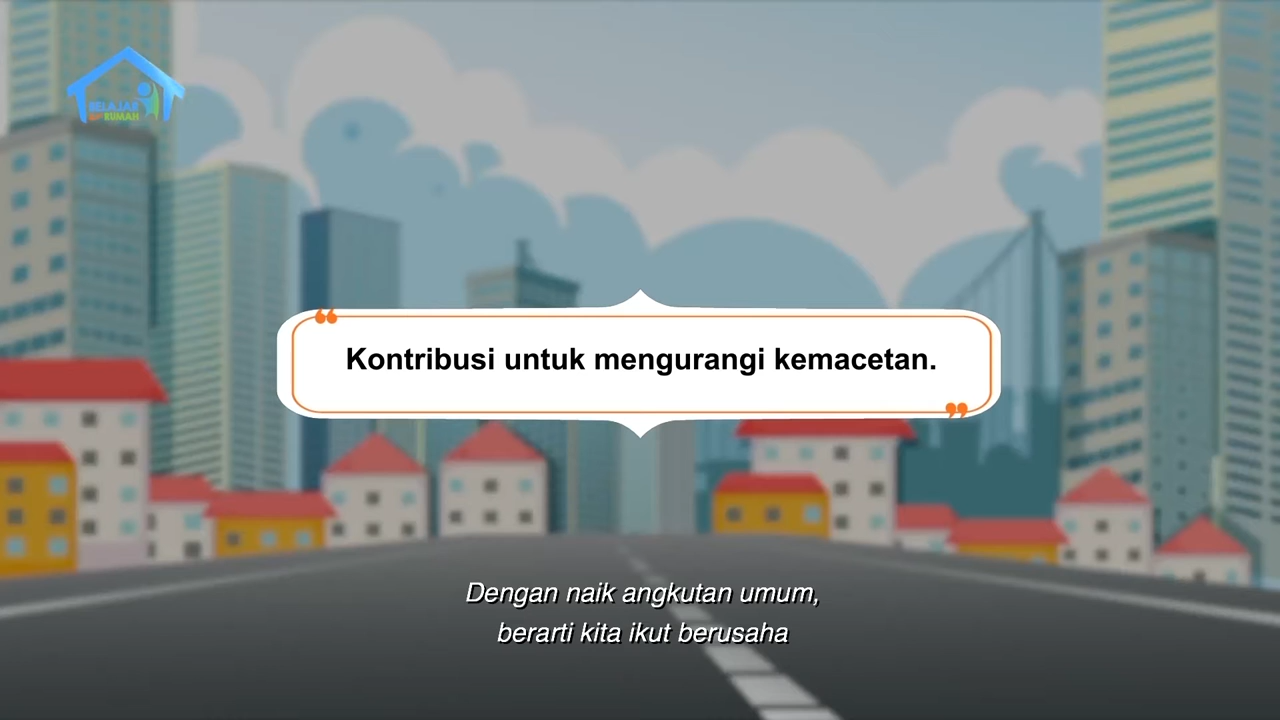 BELAJAR
RUMAH
Kontribusi untuk mengurangi kemacetan.
Dengan naik angkutan umum,
berarti kita ikut berusaha